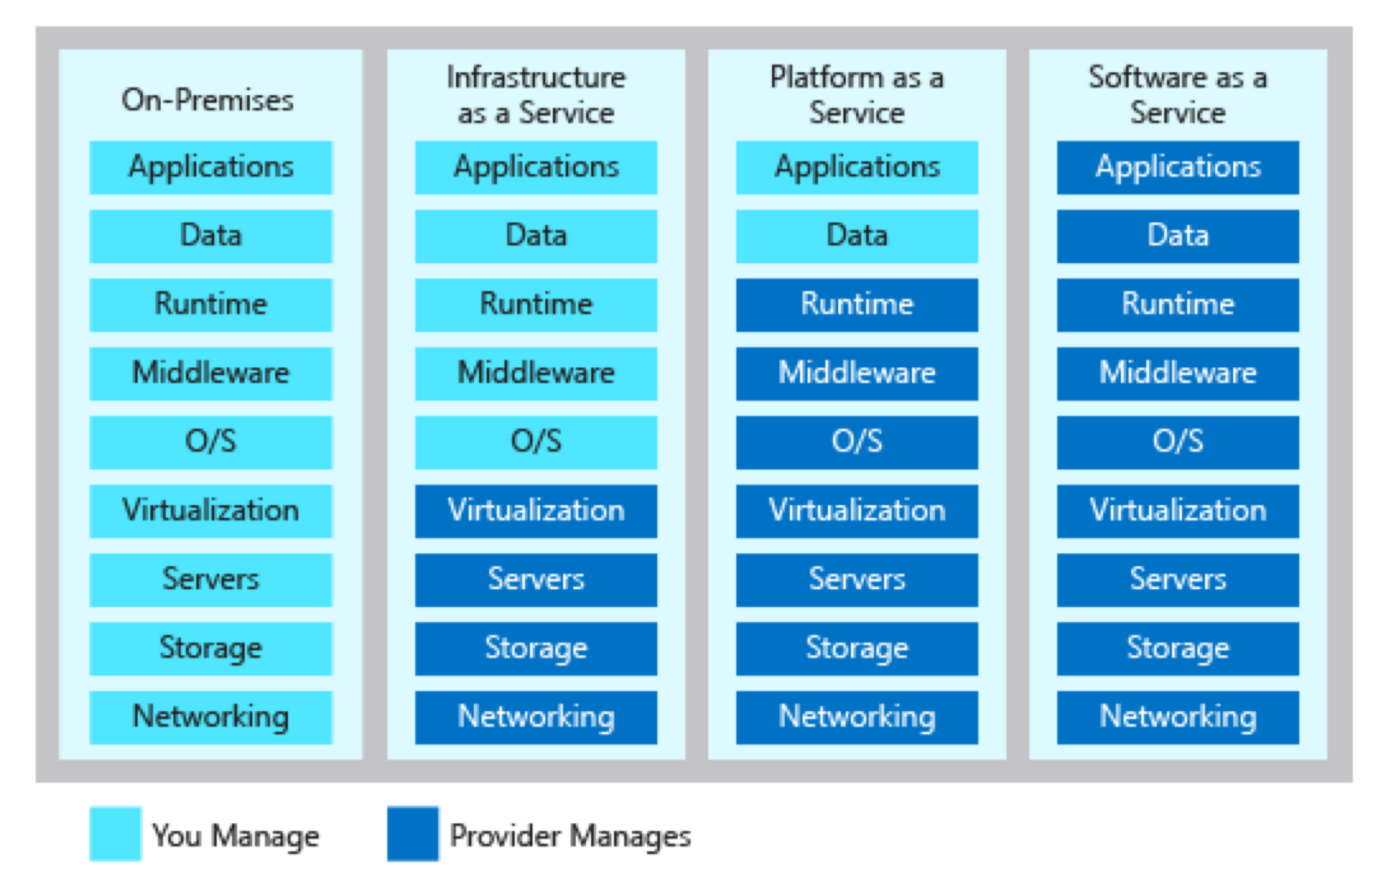 On-Premises
Applications
Data
Runtime
Middleware
O/S
Virtualization
Servers
Storage
Networking
Infrastructure
as a Service
Applications
Data
Runtime
Middleware
O/S
Virtualization
Servers
Storage
Networking
Platform as a
Service
Applications
Data
Runtime
Middleware
O/S
Virtualization
Servers
Storage
Networking
Software as a
Service
Applications
Data
Runtime
Middleware
O/S
Virtualization
Servers
Storage
Networking
You Manage
Provider Manages